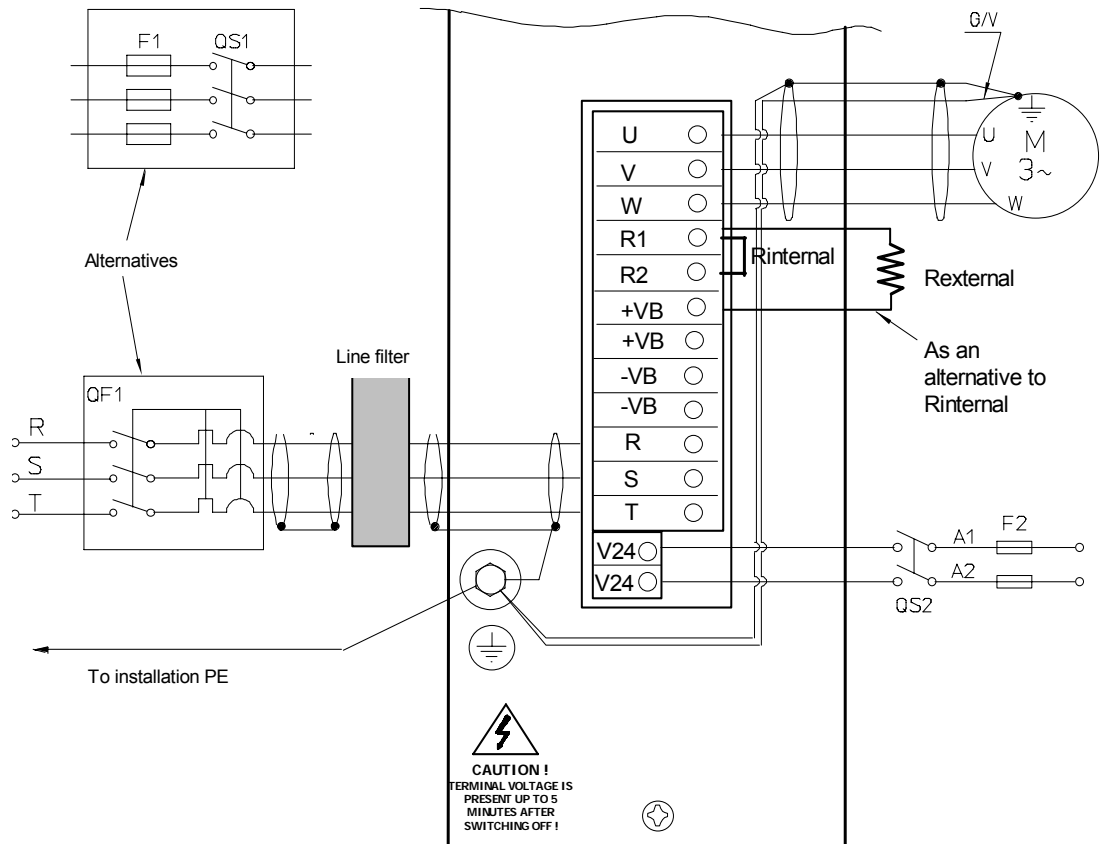 F1 QS1
G/V
U
M
3~
V
W
U
V
W
R1
R2
+VB
+VB
-VB
-VB
R
S
T
V24
V24
Rinternal
Rexternal
As an
alternative to
Rinternal
Alternatives
Line filter
QF1
R
S
T
A1 F2
A2
QS2
To installation PE
CAUTION !
TERMINAL VOLTAGE IS
PRESENT UP TO 5
MINUTES AFTER
SWITCHING OFF !